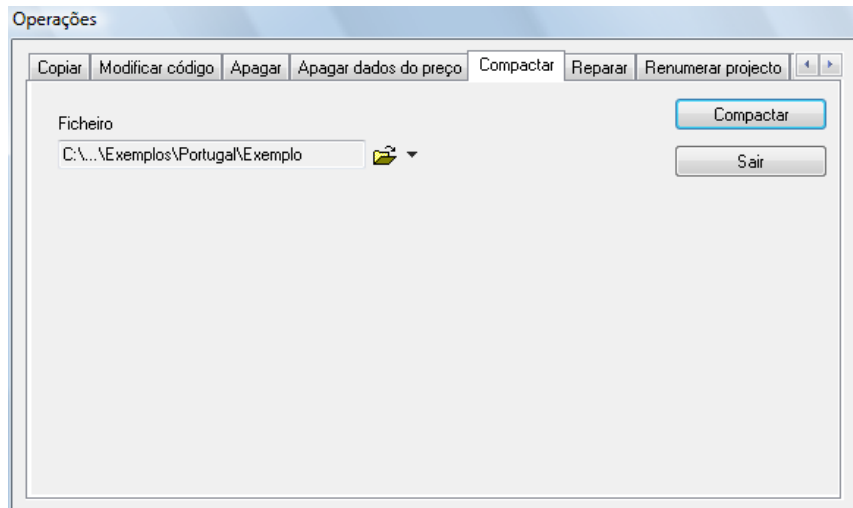 Operações
Copiar Modificar código Apagar Apagar dados do preço Compactar Reparar Renumerar projecto
Compactar
Ficheiro
C:\...\Exemplos\Portugal\Exemplo
Sair